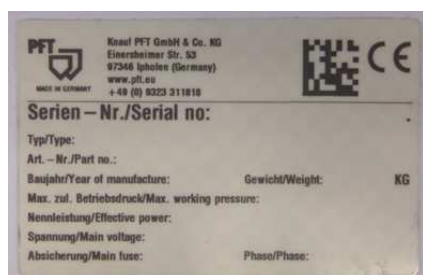 PFT
MADE IN GERMANY
Knauf PFT GmbH & Co. KG
Einersheimer Str. 53
97346 Iphofen (Germany)
www.pft.eu
+49 (0) 9323 311818
CE
Serien – Nr./Serial no:
Typ/Type:
Art. – Nr./Part no.:
Baujahr/Year of manufacture: Gewicht/Weight: KG
Max. zul. Betriebsdruck/Max. working pressure:
Nennleistung/Effective power:
Spannung/Main voltage:
Absicherung/Main fuse: Phase/Phase: